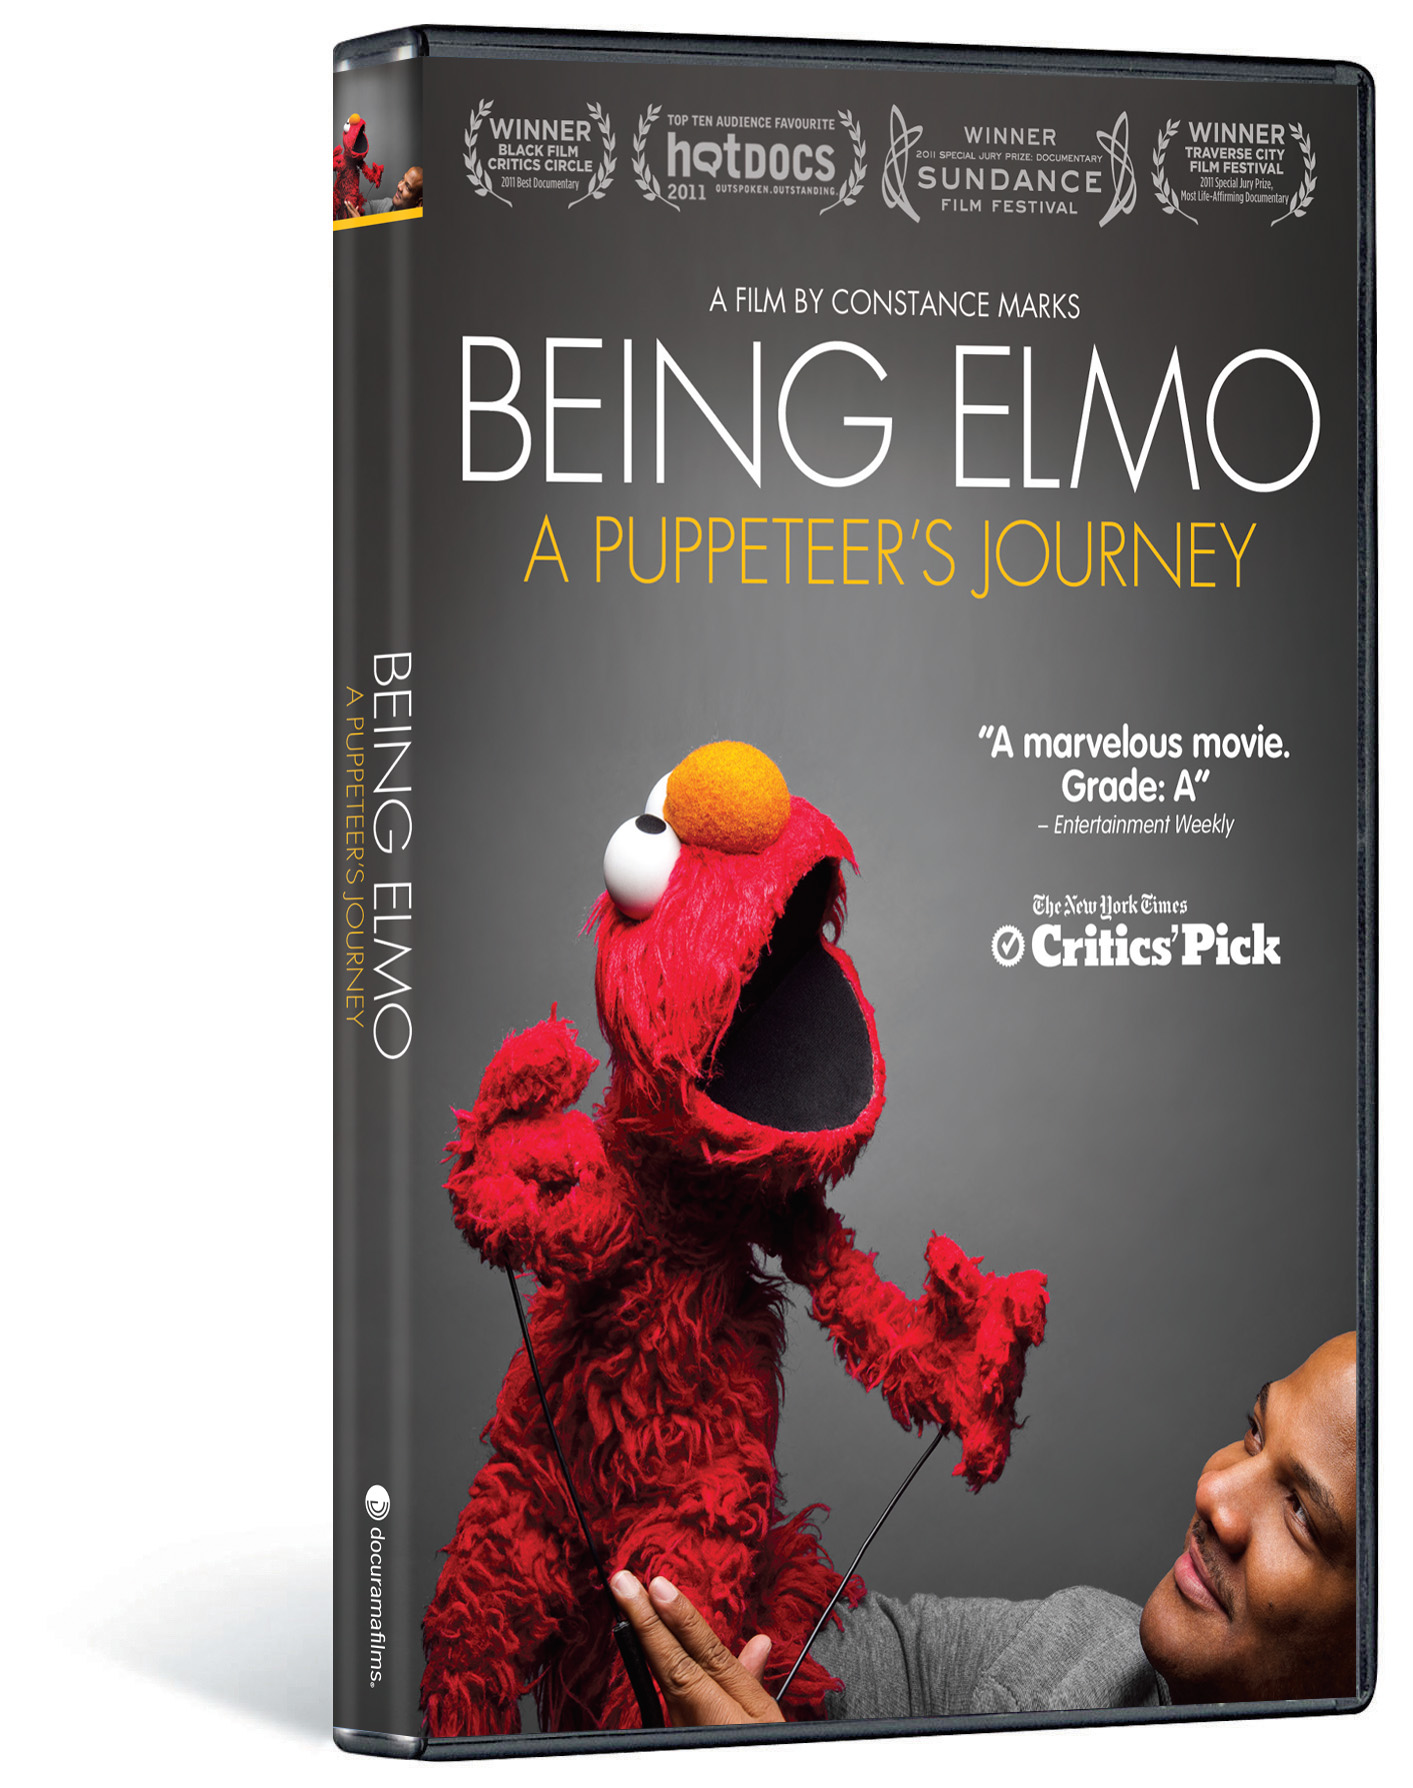 WINNER
BLACK FILM
CRITICS CIRCLE
2011 Best Documentary
TOP TEN AUDIENCE FAVOURITE
hotDOCS
2011 OUTSPOKEN.OUTSTANDING.
WINNER
2011 SPECIAL JURY PRIZE: DOCUMENTARY
SUNDANCE
FILM FESTIVAL
WINNER
TRAVERSE CITY
FILM FESTIVAL
2011 Special Jury Prize,
Most Life-Affirming Documentary
A FILM BY CONSTANCE MARKS
BEING ELMO
A PUPPETEER'S JOURNEY
"A marvelous movie.
Grade: A"
– Entertainment Weekly
The New York Times
Critics' Pick
BEING ELMO
A PUPPETEER'S JOURNEY
docuramafilms®